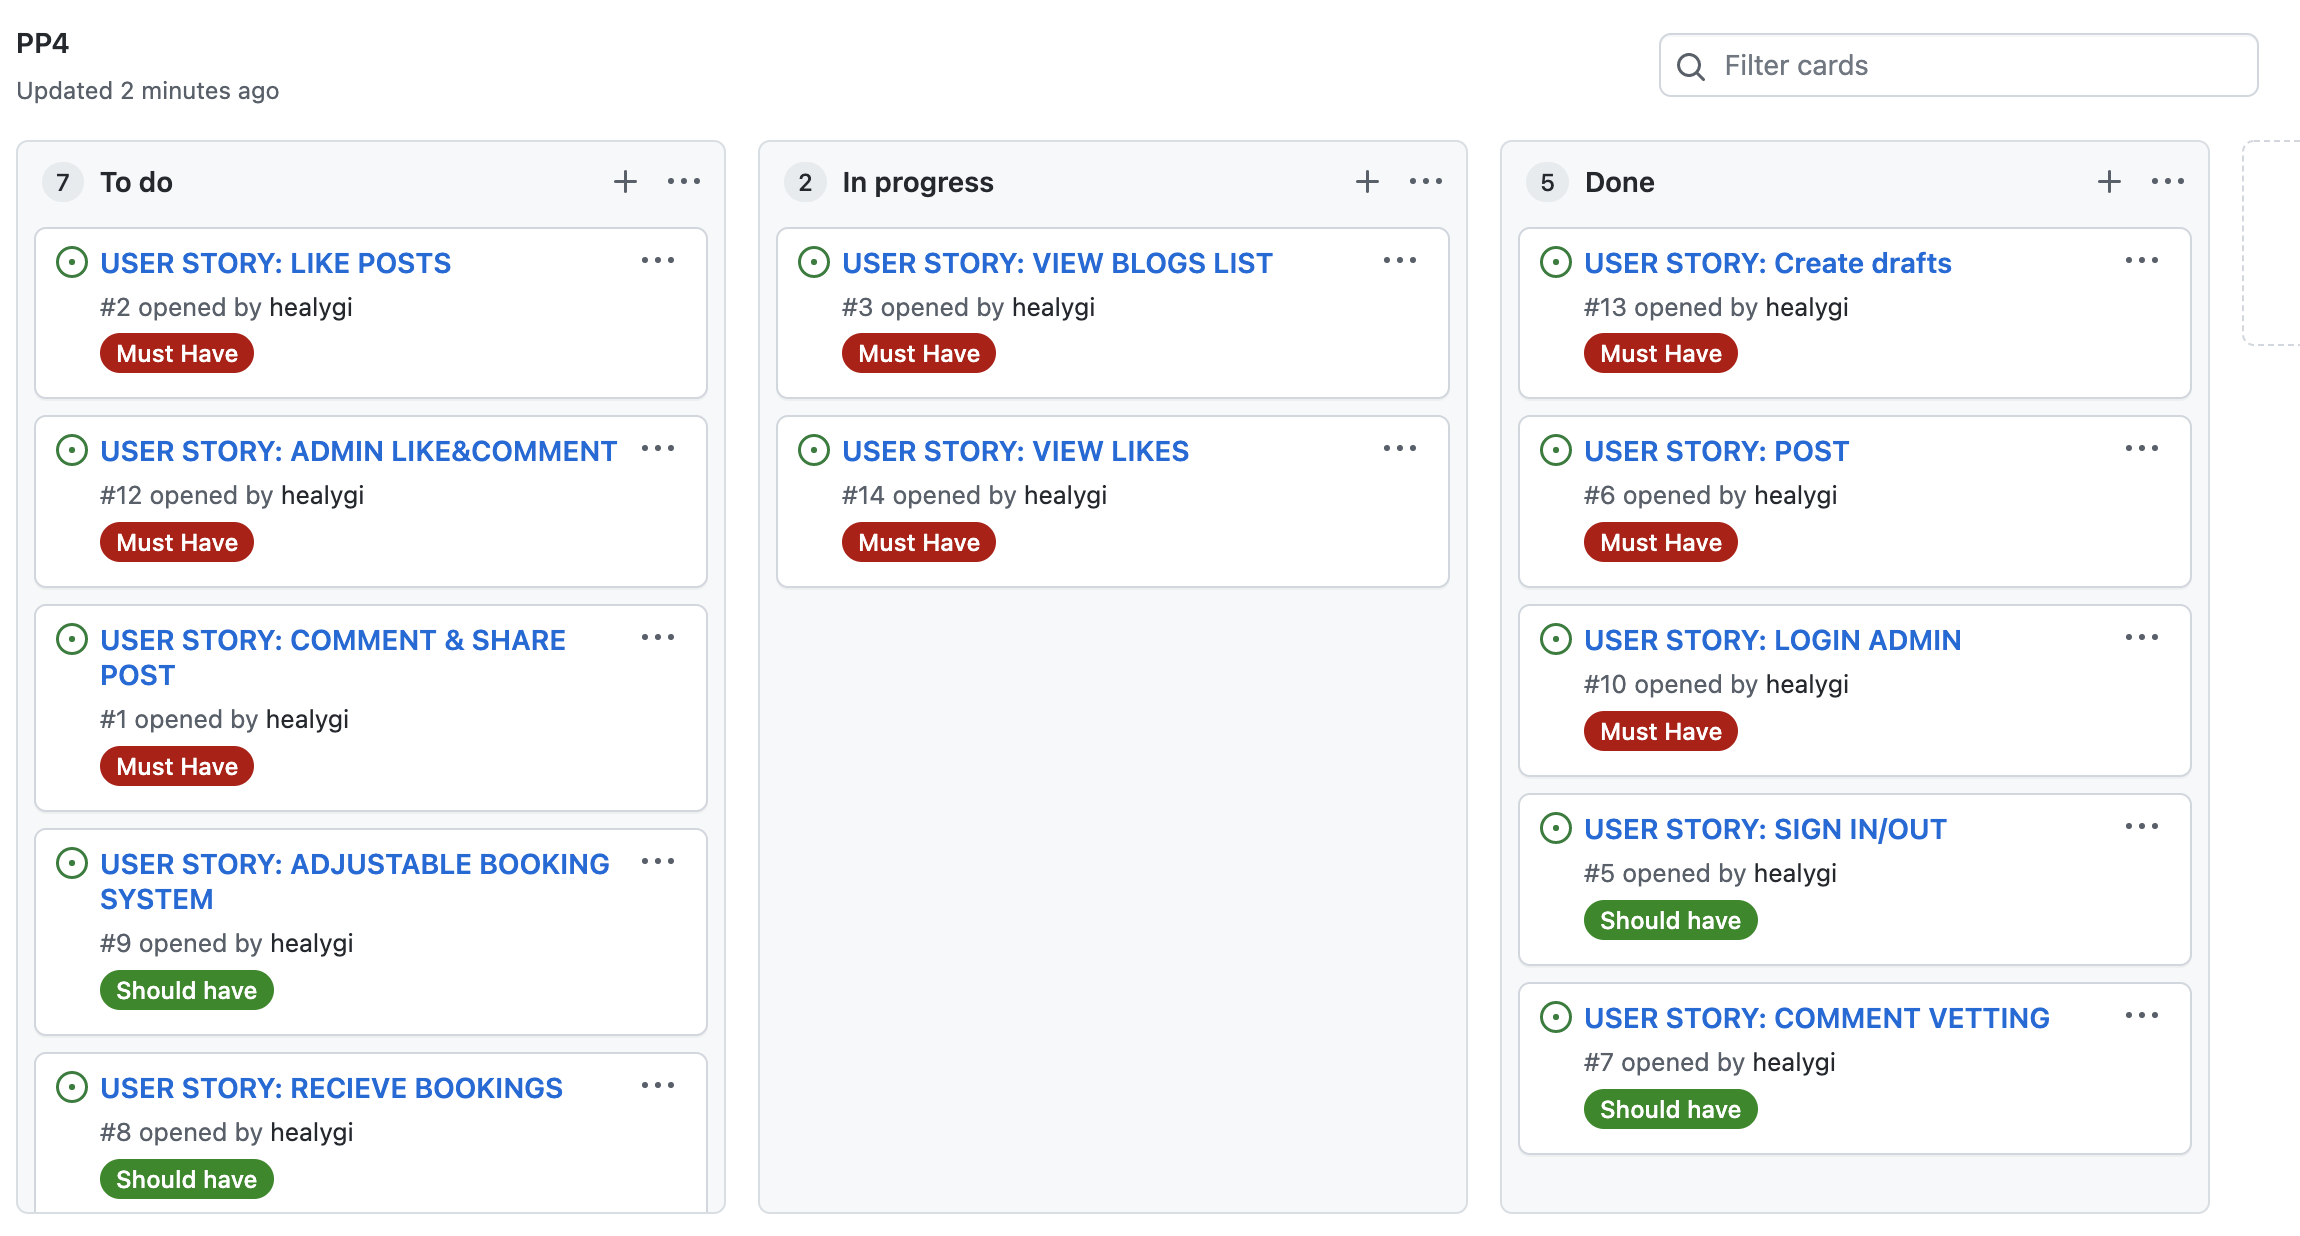 PP4
Updated 2 minutes ago
Filter cards
7 To do
USER STORY: LIKE POSTS
#2 opened by healygi
Must Have
USER STORY: ADMIN LIKE&COMMENT
#12 opened by healygi
Must Have
USER STORY: COMMENT & SHARE
POST
#1 opened by healygi
Must Have
USER STORY: ADJUSTABLE BOOKING
SYSTEM
#9 opened by healygi
Should have
USER STORY: RECIEVE BOOKINGS
#8 opened by healygi
Should have
2 In progress
USER STORY: VIEW BLOGS LIST
#3 opened by healygi
Must Have
USER STORY: VIEW LIKES
#14 opened by healygi
Must Have
5 Done
USER STORY: Create drafts
#13 opened by healygi
Must Have
USER STORY: POST
#6 opened by healygi
Must Have
USER STORY: LOGIN ADMIN
#10 opened by healygi
Must Have
USER STORY: SIGN IN/OUT
#5 opened by healygi
Should have
USER STORY: COMMENT VETTING
#7 opened by healygi
Should have